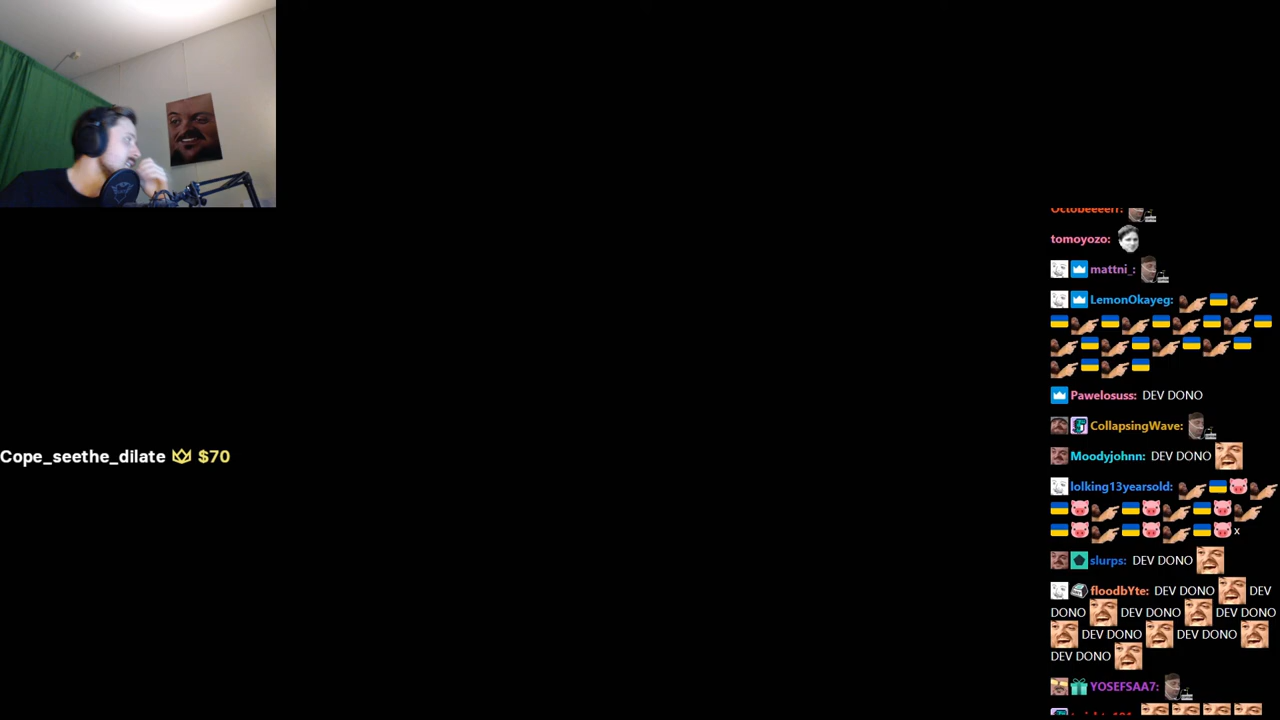 Octobeeeerr:
tomoyozo:
mattni_:
LemonOkayeg:
Pawelosuss: DEV DONO
CollapsingWave:
Moodyjohnn: DEV DONO
lolking13yearsold:
x
slurps: DEV DONO
floodbYte: DEV DONO DEV
DONO DEV DONO DEV DONO
DEV DONO DEV DONO
DEV DONO
YOSEFSAA7:
Cope_seethe_dilate $70